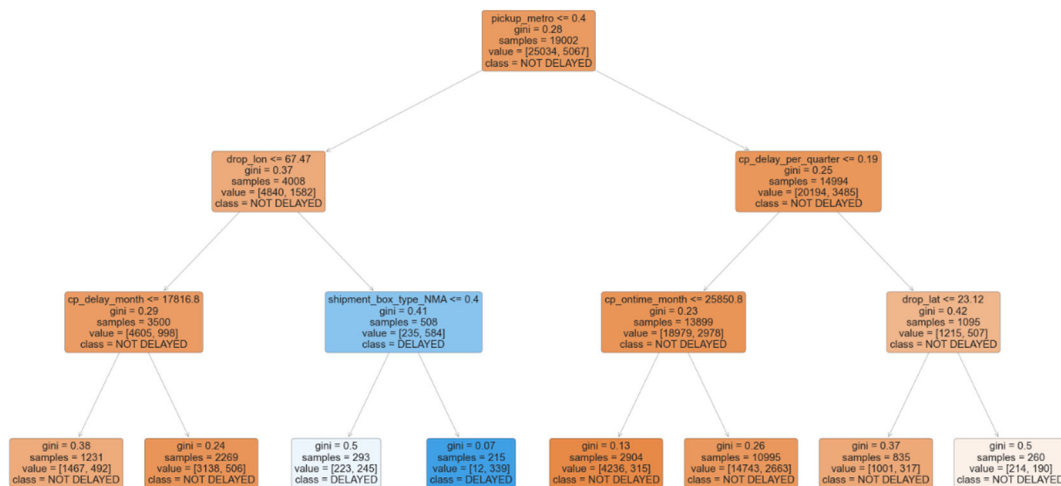 pickup_metro <= 0.4
gini = 0.28
samples = 19002
value = [25034, 5067]
class = NOT DELAYED
drop_lon <= 67.47
gini = 0.37
samples = 4008
value = [4840, 1582]
class = NOT DELAYED
cp_delay_per_quarter <= 0.19
gini = 0.25
samples = 14994
value = [20194, 3485]
class = NOT DELAYED
cp_delay_month <= 17816.8
gini = 0.29
samples = 3500
value = [4605, 998]
class = NOT DELAYED
shipment_box_type_NMA <= 0.4
gini = 0.41
samples = 508
value = [235, 584]
class = DELAYED
cp_ontime_month <= 25850.8
gini = 0.23
samples = 13899
value = [18979, 2978]
class = NOT DELAYED
drop_lat <= 23.12
gini = 0.42
samples = 1095
value = [1215, 507]
class = NOT DELAYED
gini = 0.38
samples = 1231
value = [1467, 492]
class = NOT DELAYED
gini = 0.24
samples = 2269
value = [3138, 506]
class = NOT DELAYED
gini = 0.5
samples = 293
value = [223, 245]
class = DELAYED
gini = 0.07
samples = 215
value = [12, 339]
class = DELAYED
gini = 0.13
samples = 2904
value = [4236, 315]
class = NOT DELAYED
gini = 0.26
samples = 10995
value = [14743, 2663]
class = NOT DELAYED
gini = 0.37
samples = 835
value = [1001, 317]
class = NOT DELAYED
gini = 0.5
samples = 260
value = [214, 190]
class = NOT DELAYED